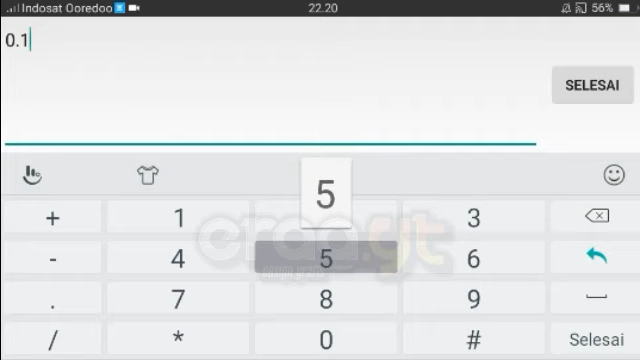 Indosat Ooredoo 22.20 56%
0.1
SELESAI
5
+ 1 3
- 4 5 6
. 7 8 9
/ * 0 # Selesai